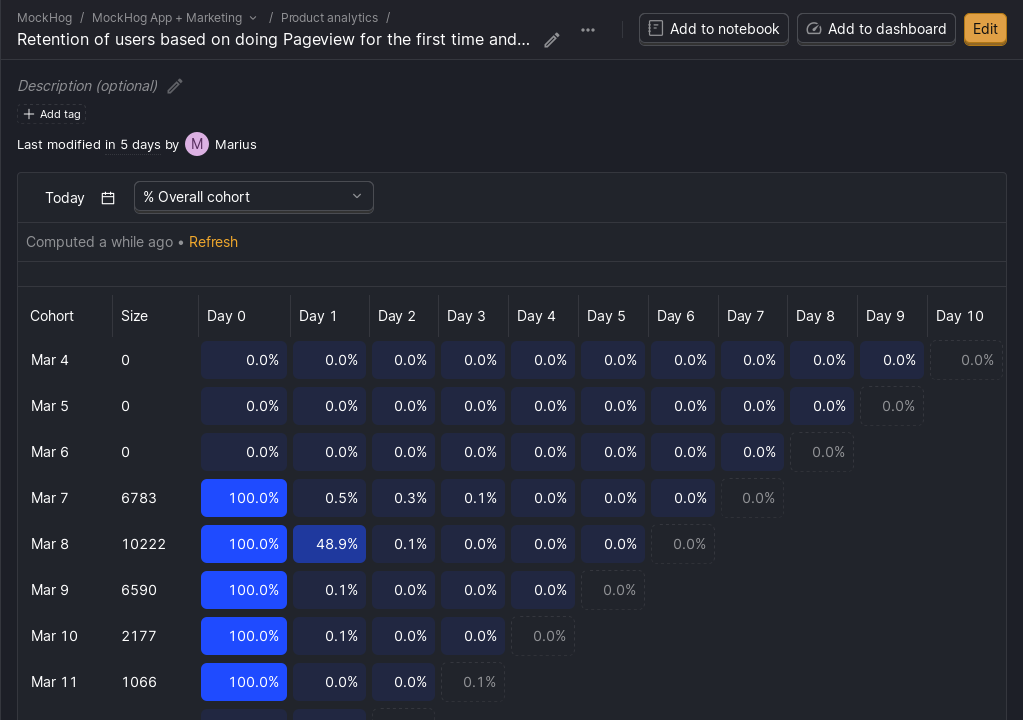 MockHog / MockHog App + Marketing / Product analytics /
Retention of users based on doing Pageview for the first time and...
Add to notebook
Add to dashboard
Edit
Description (optional)
Add tag
Last modified in 5 days by M Marius
Today % Overall cohort
Computed a while ago • Refresh
Cohort Size Day 0 Day 1 Day 2 Day 3 Day 4 Day 5 Day 6 Day 7 Day 8 Day 9 Day 10
Mar 4 0 0.0% 0.0% 0.0% 0.0% 0.0% 0.0% 0.0% 0.0% 0.0% 0.0% 0.0%
Mar 5 0 0.0% 0.0% 0.0% 0.0% 0.0% 0.0% 0.0% 0.0% 0.0% 0.0%
Mar 6 0 0.0% 0.0% 0.0% 0.0% 0.0% 0.0% 0.0% 0.0% 0.0%
Mar 7 6783 100.0% 0.5% 0.3% 0.1% 0.0% 0.0% 0.0% 0.0%
Mar 8 10222 100.0% 48.9% 0.1% 0.0% 0.0% 0.0% 0.0%
Mar 9 6590 100.0% 0.1% 0.0% 0.0% 0.0% 0.0%
Mar 10 2177 100.0% 0.1% 0.0% 0.0% 0.0%
Mar 11 1066 100.0% 0.0% 0.0% 0.1%